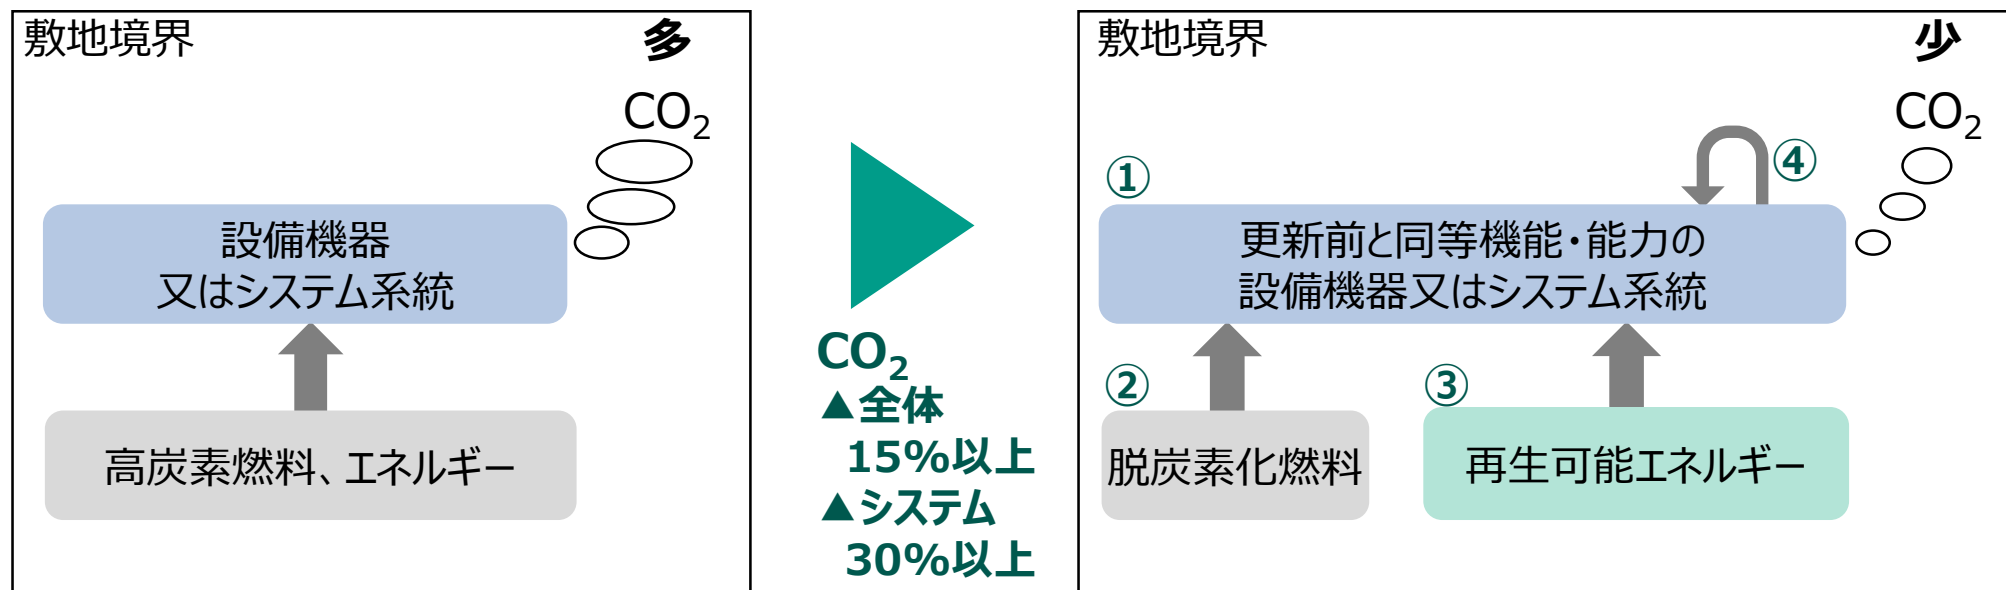 敷地境界
多
CO₂
設備機器
又はシステム系統
高炭素燃料、エネルギー
CO₂
▲全体
15%以上
▲システム
30%以上
敷地境界
少
CO₂
①
④
更新前と同等機能・能力の
設備機器又はシステム系統
②
③
脱炭素化燃料
再生可能エネルギー